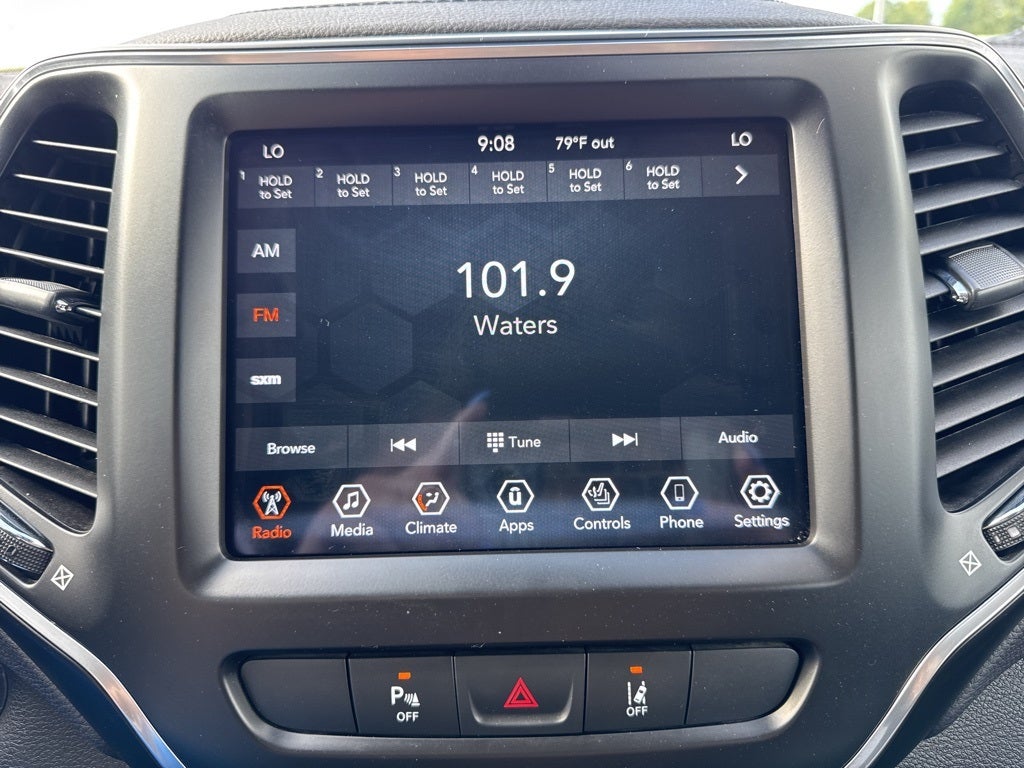 LO 9:08 79°F out LO
1 HOLD to Set
2 HOLD to Set
3 HOLD to Set
4 HOLD to Set
5 HOLD to Set
6 HOLD to Set
AM
101.9
FM
Waters
sxm
Browse Tune Audio
Radio Media Climate Apps Controls Phone Settings
P
OFF
OFF